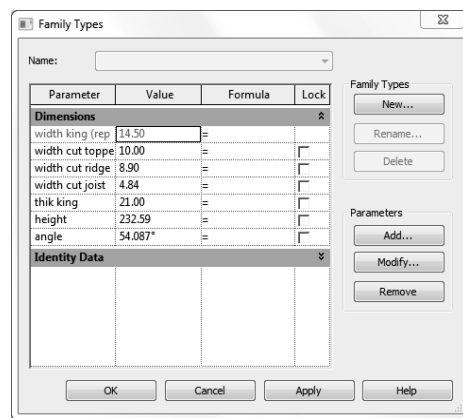 Family Types
Name:
Parameter Value Formula Lock
Dimensions
width king (rep 14.50 =
width cut toppe 10.00 =
width cut ridge 8.90 =
width cut joist 4.84 =
thik king 21.00 =
height 232.59 =
angle 54.087° =
Identity Data
Family Types
New...
Rename...
Delete
Parameters
Add...
Modify...
Remove
OK Cancel Apply Help